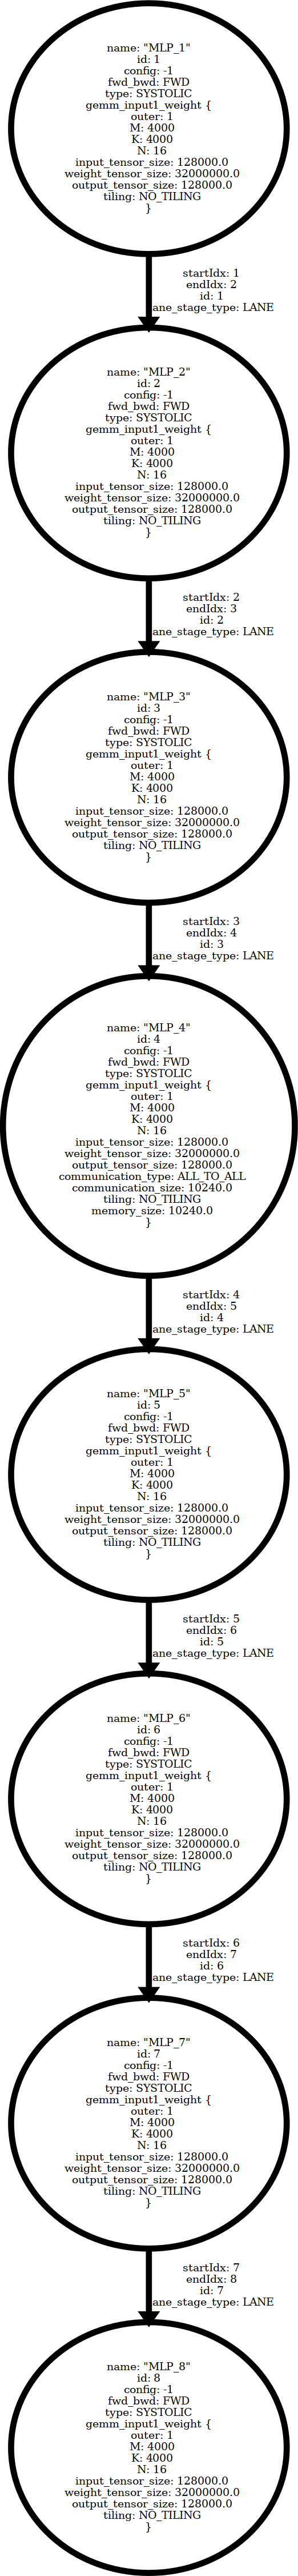 name: "MLP_1"
id: 1
config: -1
fwd_bwd: FWD
type: SYSTOLIC
gemm_input1_weight {
outer: 1
M: 4000
K: 4000
N: 16
input_tensor_size: 128000.0
weight_tensor_size: 32000000.0
output_tensor_size: 128000.0
tiling: NO_TILING
}
startIdx: 1
endIdx: 2
id: 1
ane_stage_type: LANE
name: "MLP_2"
id: 2
config: -1
fwd_bwd: FWD
type: SYSTOLIC
gemm_input1_weight {
outer: 1
M: 4000
K: 4000
N: 16
input_tensor_size: 128000.0
weight_tensor_size: 32000000.0
output_tensor_size: 128000.0
tiling: NO_TILING
}
startIdx: 2
endIdx: 3
id: 2
ane_stage_type: LANE
name: "MLP_3"
id: 3
config: -1
fwd_bwd: FWD
type: SYSTOLIC
gemm_input1_weight {
outer: 1
M: 4000
K: 4000
N: 16
input_tensor_size: 128000.0
weight_tensor_size: 32000000.0
output_tensor_size: 128000.0
tiling: NO_TILING
}
startIdx: 3
endIdx: 4
id: 3
ane_stage_type: LANE
name: "MLP_4"
id: 4
config: -1
fwd_bwd: FWD
type: SYSTOLIC
gemm_input1_weight {
outer: 1
M: 4000
K: 4000
N: 16
input_tensor_size: 128000.0
weight_tensor_size: 32000000.0
output_tensor_size: 128000.0
communication_type: ALL_TO_ALL
communication_size: 10240.0
tiling: NO_TILING
memory_size: 10240.0
}
startIdx: 4
endIdx: 5
id: 4
ane_stage_type: LANE
name: "MLP_5"
id: 5
config: -1
fwd_bwd: FWD
type: SYSTOLIC
gemm_input1_weight {
outer: 1
M: 4000
K: 4000
N: 16
input_tensor_size: 128000.0
weight_tensor_size: 32000000.0
output_tensor_size: 128000.0
tiling: NO_TILING
}
startIdx: 5
endIdx: 6
id: 5
ane_stage_type: LANE
name: "MLP_6"
id: 6
config: -1
fwd_bwd: FWD
type: SYSTOLIC
gemm_input1_weight {
outer: 1
M: 4000
K: 4000
N: 16
input_tensor_size: 128000.0
weight_tensor_size: 32000000.0
output_tensor_size: 128000.0
tiling: NO_TILING
}
startIdx: 6
endIdx: 7
id: 6
ane_stage_type: LANE
name: "MLP_7"
id: 7
config: -1
fwd_bwd: FWD
type: SYSTOLIC
gemm_input1_weight {
outer: 1
M: 4000
K: 4000
N: 16
input_tensor_size: 128000.0
weight_tensor_size: 32000000.0
output_tensor_size: 128000.0
tiling: NO_TILING
}
startIdx: 7
endIdx: 8
id: 7
ane_stage_type: LANE
name: "MLP_8"
id: 8
config: -1
fwd_bwd: FWD
type: SYSTOLIC
gemm_input1_weight {
outer: 1
M: 4000
K: 4000
N: 16
input_tensor_size: 128000.0
weight_tensor_size: 32000000.0
output_tensor_size: 128000.0
tiling: NO_TILING
}